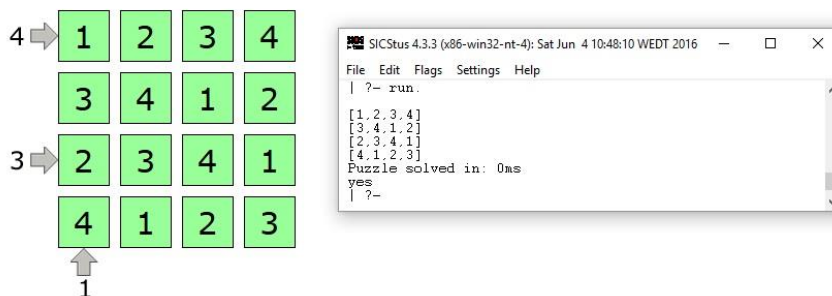 4 1 2 3 4
3 4 1 2
3 2 3 4 1
4 1 2 3
1
SICStus 4.3.3 (x86-win32-nt-4): Sat Jun 4 10:48:10 WEDT 2016
File Edit Flags Settings Help
| ?- run.
[1,2,3,4]
[3,4,1,2]
[2,3,4,1]
[4,1,2,3]
Puzzle solved in: 0ms
yes
| ?-